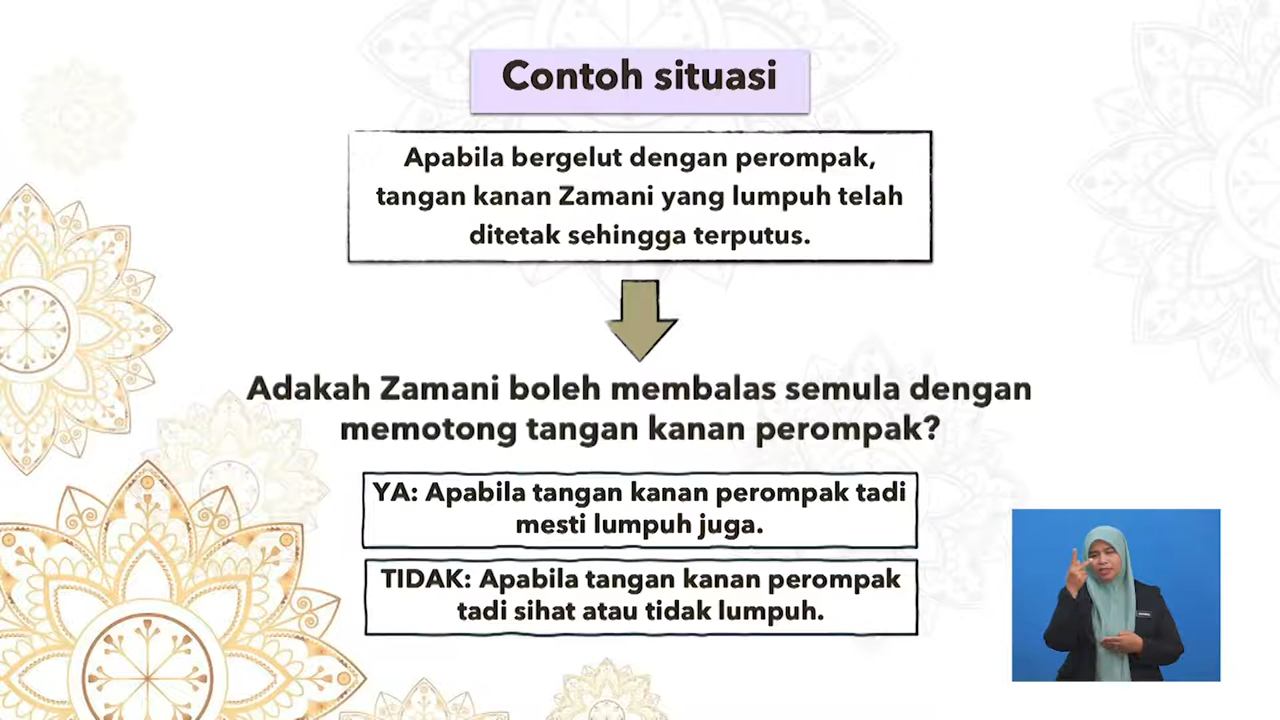 Contoh situasi
Apabila bergelut dengan perompak,
tangan kanan Zamani yang lumpuh telah
ditetak sehingga terputus.
Adakah Zamani boleh membalas semula dengan
memotong tangan kanan perompak?
YA: Apabila tangan kanan perompak tadi
mesti lumpuh juga.
TIDAK: Apabila tangan kanan perompak
tadi sihat atau tidak lumpuh.